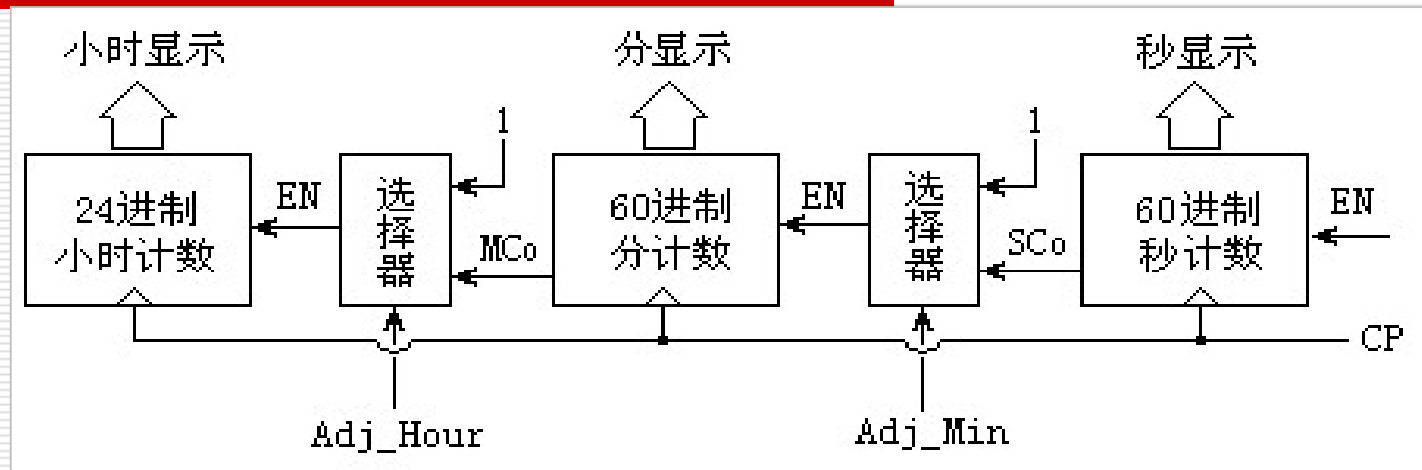 小时显示
分显示
秒显示
1
1
24进制
小时计数
EN
选
择
器
MCo
60进制
分计数
EN
选
择
器
SCo
60进制
秒计数
EN
CP
Adj_Hour
Adj_Min